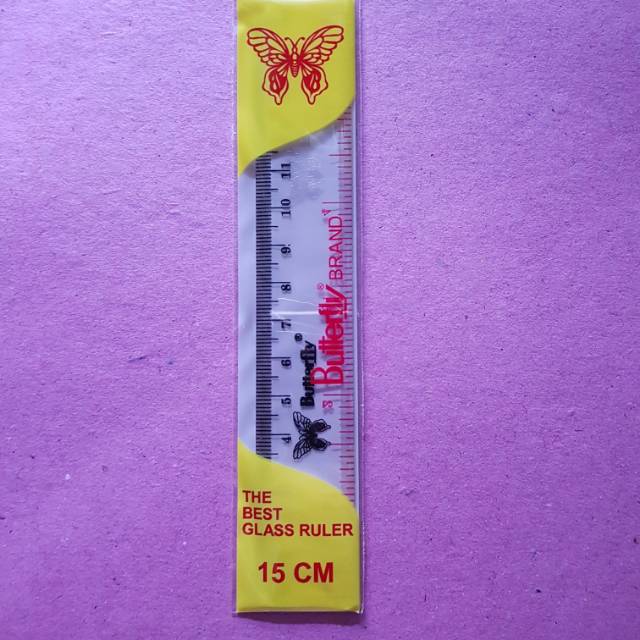 11
10
9
8
7
6
5
4
Butterfly
Butterfly®
BRAND
THE
BEST
GLASS RULER
15 CM